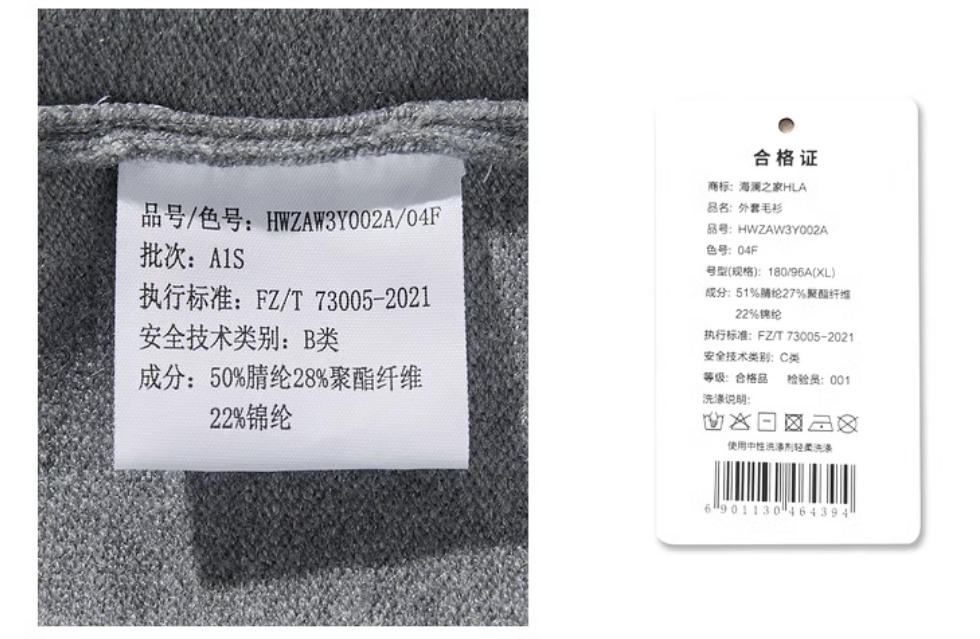 品号/色号: HWZAW3Y002A/04F
批次: A1S
执行标准: FZ/T 73005-2021
安全技术类别: B类
成分: 50%腈纶28%聚酯纤维
22%锦纶
合格证
商标: 海澜之家HLA
品名: 外套毛衫
品号: HWZAW3Y002A
色号: 04F
号型(规格): 180/96A(XL)
成分: 51%腈纶27%聚酯纤维
22%锦纶
执行标准: FZ/T 73005-2021
安全技术类别: C类
等级: 合格品 检验员: 001
洗涤说明:
使用中性洗涤剂轻柔洗涤
6 901130 464394